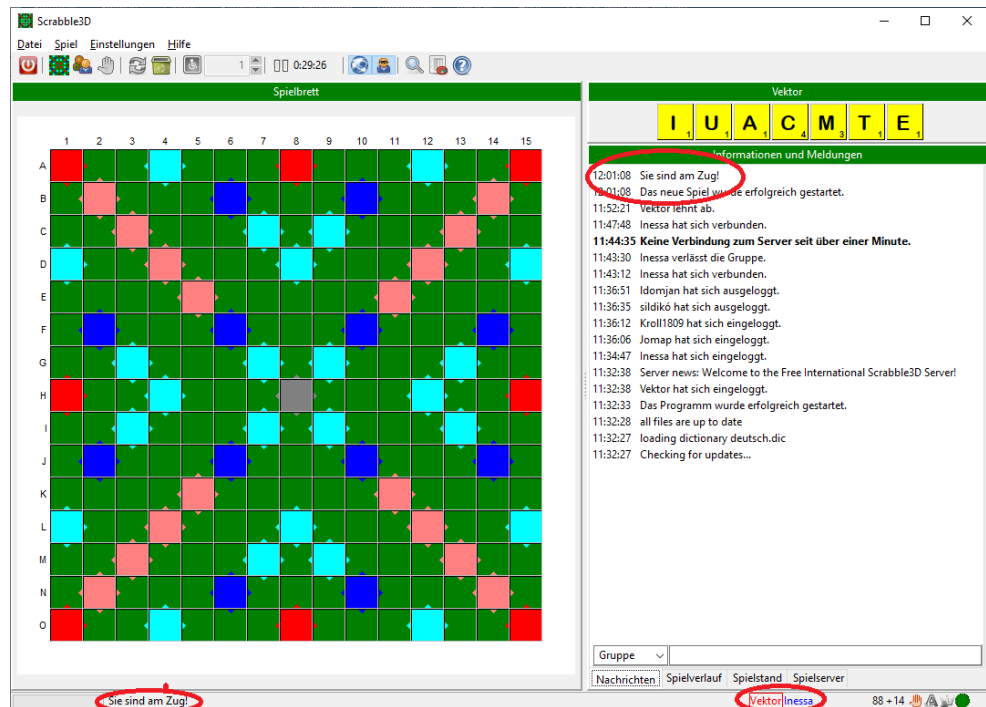 Scrabble3D
Datei Spiel Einstellungen Hilfe
1 0:29:26
Spielbrett
Vektor
I1 U1 A1 C4 M3 T1 E1
Informationen und Meldungen
1 2 3 4 5 6 7 8 9 10 11 12 13 14 15
A
B
C
D
E
F
G
H
I
J
K
L
M
N
O
12:01:08 Sie sind am Zug!
12:01:08 Das neue Spiel wurde erfolgreich gestartet.
11:52:21 Vektor lehnt ab.
11:47:48 Inessa hat sich verbunden.
11:44:35 Keine Verbindung zum Server seit über einer Minute.
11:43:30 Inessa verlässt die Gruppe.
11:43:12 Inessa hat sich verbunden.
11:36:51 Idomjan hat sich ausgeloggt.
11:36:35 sildikó hat sich ausgeloggt.
11:36:12 Kroll1809 hat sich eingeloggt.
11:36:06 Jomap hat sich eingeloggt.
11:34:47 Inessa hat sich eingeloggt.
11:32:38 Server news: Welcome to the Free International Scrabble3D Server!
11:32:38 Vektor hat sich eingeloggt.
11:32:33 Das Programm wurde erfolgreich gestartet.
11:32:28 all files are up to date
11:32:27 loading dictionary deutsch.dic
11:32:27 Checking for updates...
Gruppe
Nachrichten Spielverlauf Spielstand Spielserver
Sie sind am Zug!
Vektor Inessa
88 + 14